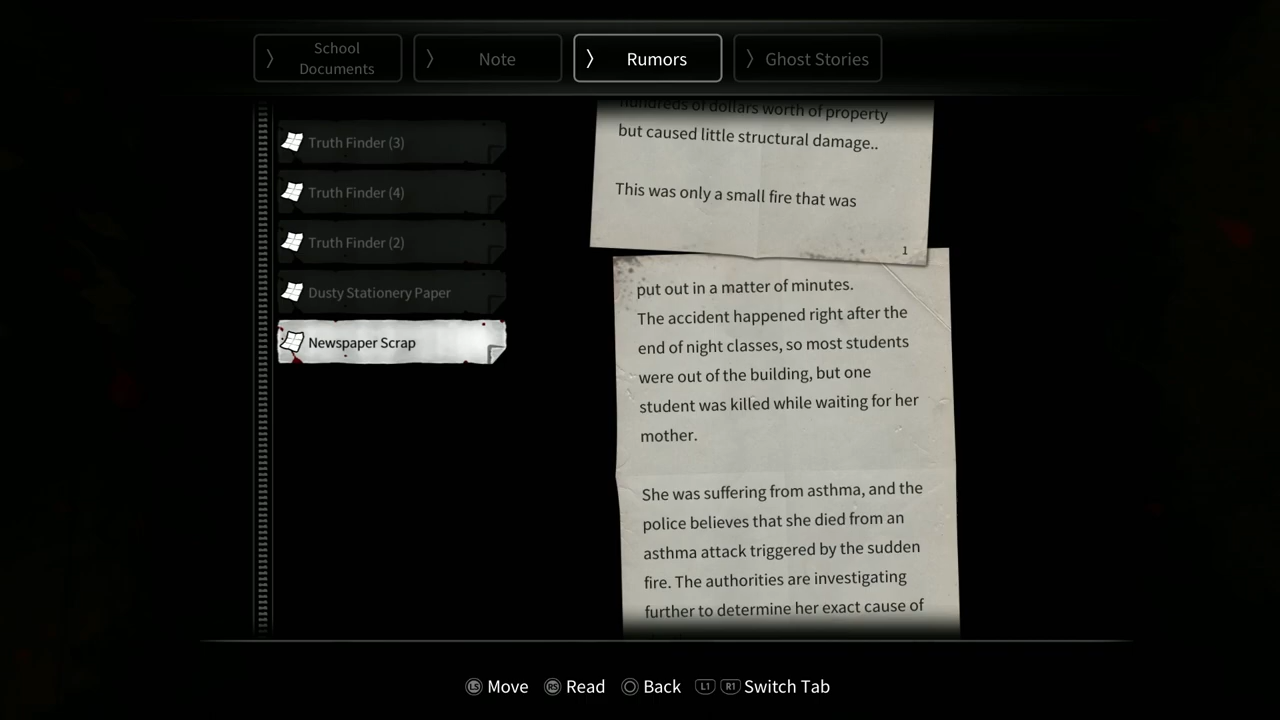 School
Documents
Note
Rumors
Ghost Stories
Truth Finder (3)
Truth Finder (4)
Truth Finder (2)
Dusty Stationery Paper
Newspaper Scrap
hundreds of dollars worth of property
but caused little structural damage..
This was only a small fire that was
1
put out in a matter of minutes.
The accident happened right after the
end of night classes, so most students
were out of the building, but one
student was killed while waiting for her
mother.
She was suffering from asthma, and the
police believes that she died from an
asthma attack triggered by the sudden
fire. The authorities are investigating
further to determine her exact cause of
LS Move RS Read Back L1 R1 Switch Tab